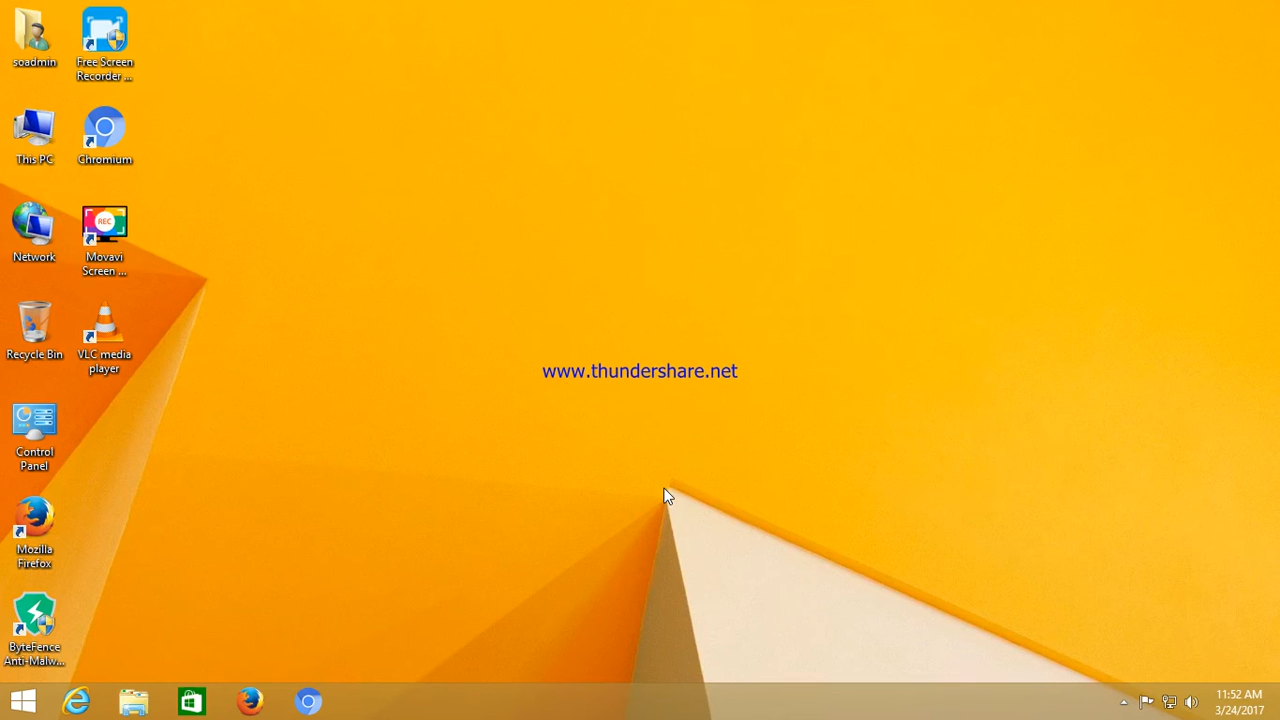 soadmin
Free Screen
Recorder ...
This PC
Chromium
Network
REC
Movavi
Screen ...
Recycle Bin
VLC media
player
www.thundershare.net
Control
Panel
Mozilla
Firefox
ByteFence
Anti-Malw...
11:52 AM
3/24/2017